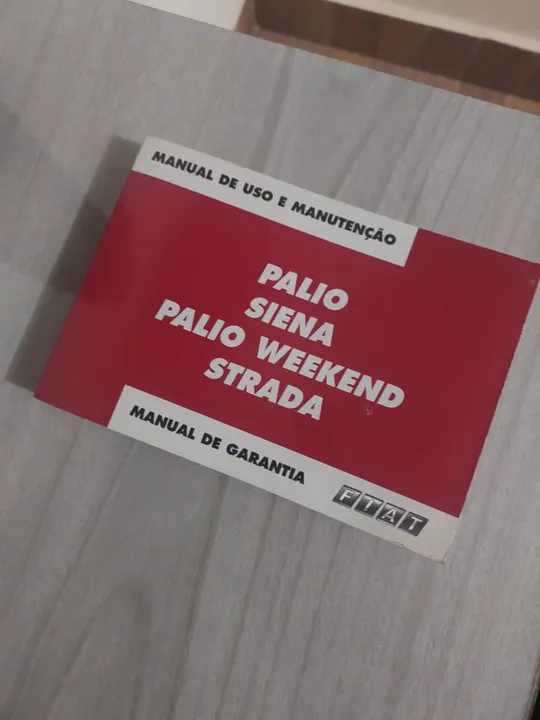 MANUAL DE USO E MANUTENÇÃO
PALIO
SIENA
PALIO WEEKEND
STRADA
MANUAL DE GARANTIA
FIAT